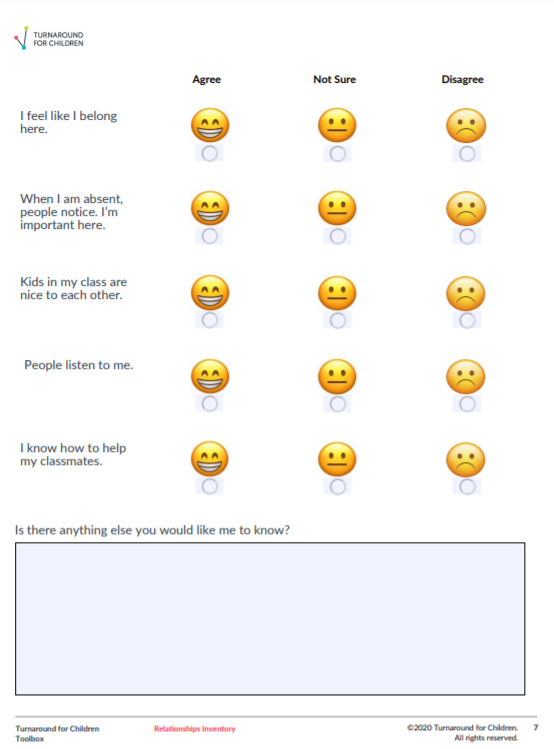 TURNAROUND
FOR CHILDREN
Agree Not Sure Disagree
I feel like I belong
here.
When I am absent,
people notice. I'm
important here.
Kids in my class are
nice to each other.
People listen to me.
I know how to help
my classmates.
Is there anything else you would like me to know?
Turnaround for Children
Toolbox
Relationships Inventory
©2020 Turnaround for Children.
All rights reserved.
7